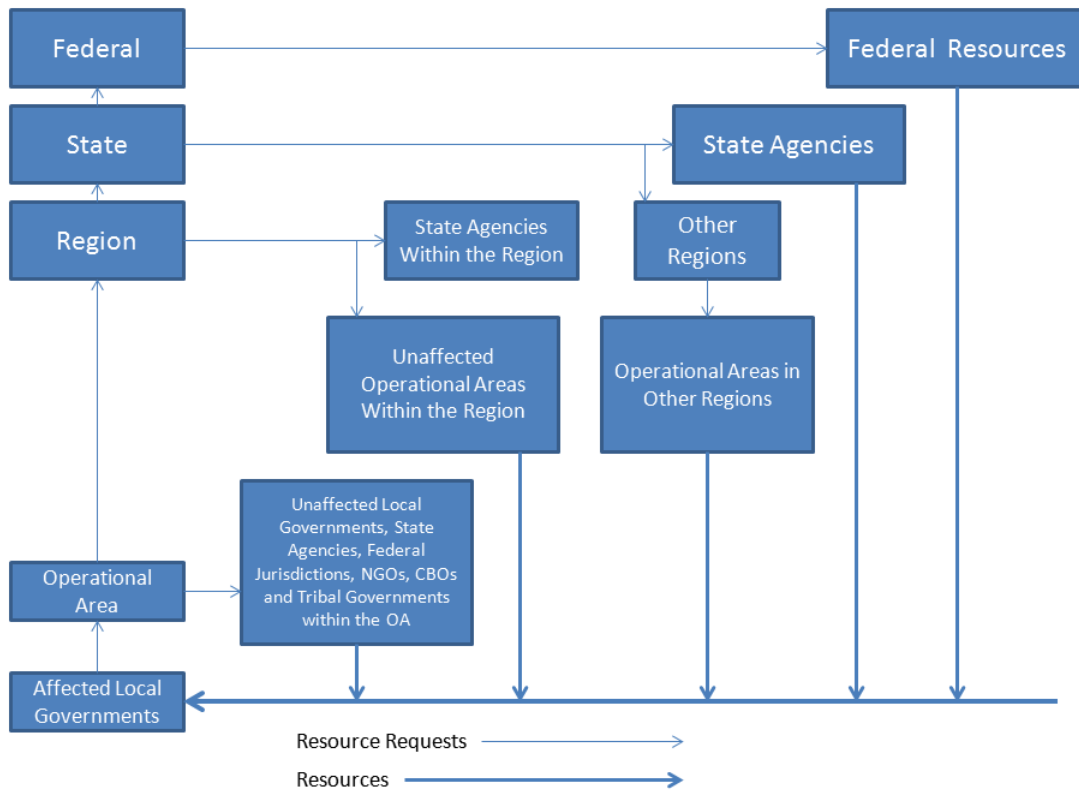 Federal
Federal Resources
State
State Agencies
Region
State Agencies
Within the Region
Other
Regions
Unaffected
Operational Areas
Within the Region
Operational Areas in
Other Regions
Unaffected Local
Governments, State
Agencies, Federal
Jurisdictions, NGOs, CBOs
and Tribal Governments
within the OA
Operational
Area
Affected Local
Governments
Resource Requests
Resources